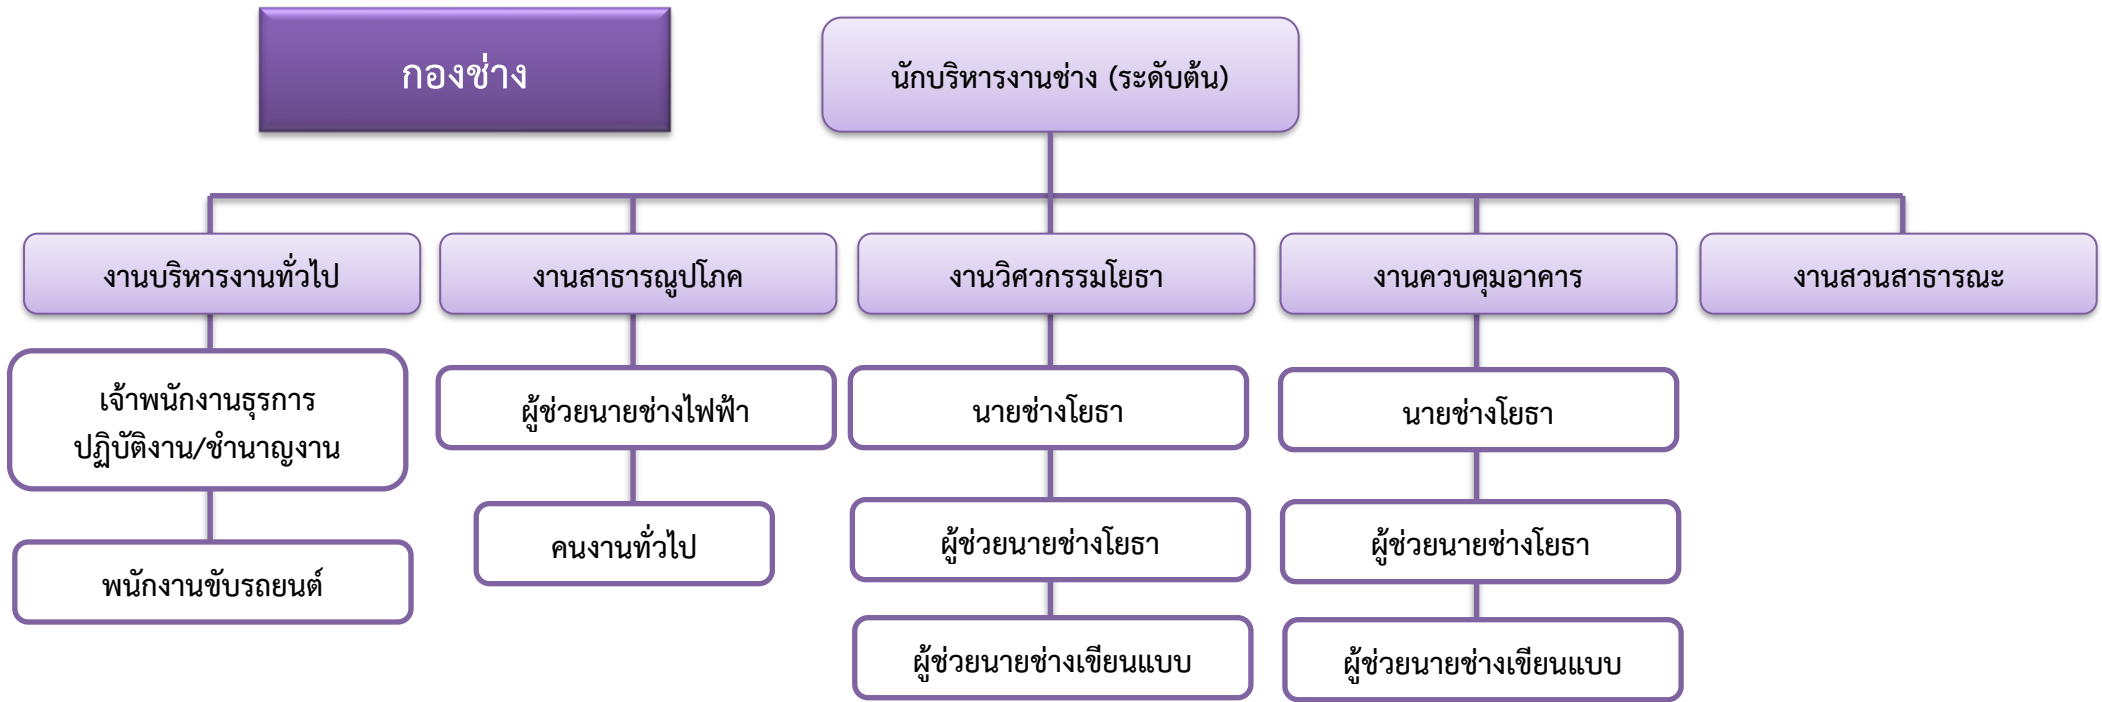 กองช่าง
นักบริหารงานช่าง (ระดับต้น)
งานบริหารงานทั่วไป
งานสาธารณูปโภค
งานวิศวกรรมโยธา
งานควบคุมอาคาร
งานสวนสาธารณะ
เจ้าพนักงานธุรการ
ปฏิบัติงาน/ชำนาญงาน
ผู้ช่วยนายช่างไฟฟ้า
นายช่างโยธา
นายช่างโยธา
พนักงานขับรถยนต์
คนงานทั่วไป
ผู้ช่วยนายช่างโยธา
ผู้ช่วยนายช่างโยธา
ผู้ช่วยนายช่างเขียนแบบ
ผู้ช่วยนายช่างเขียนแบบ